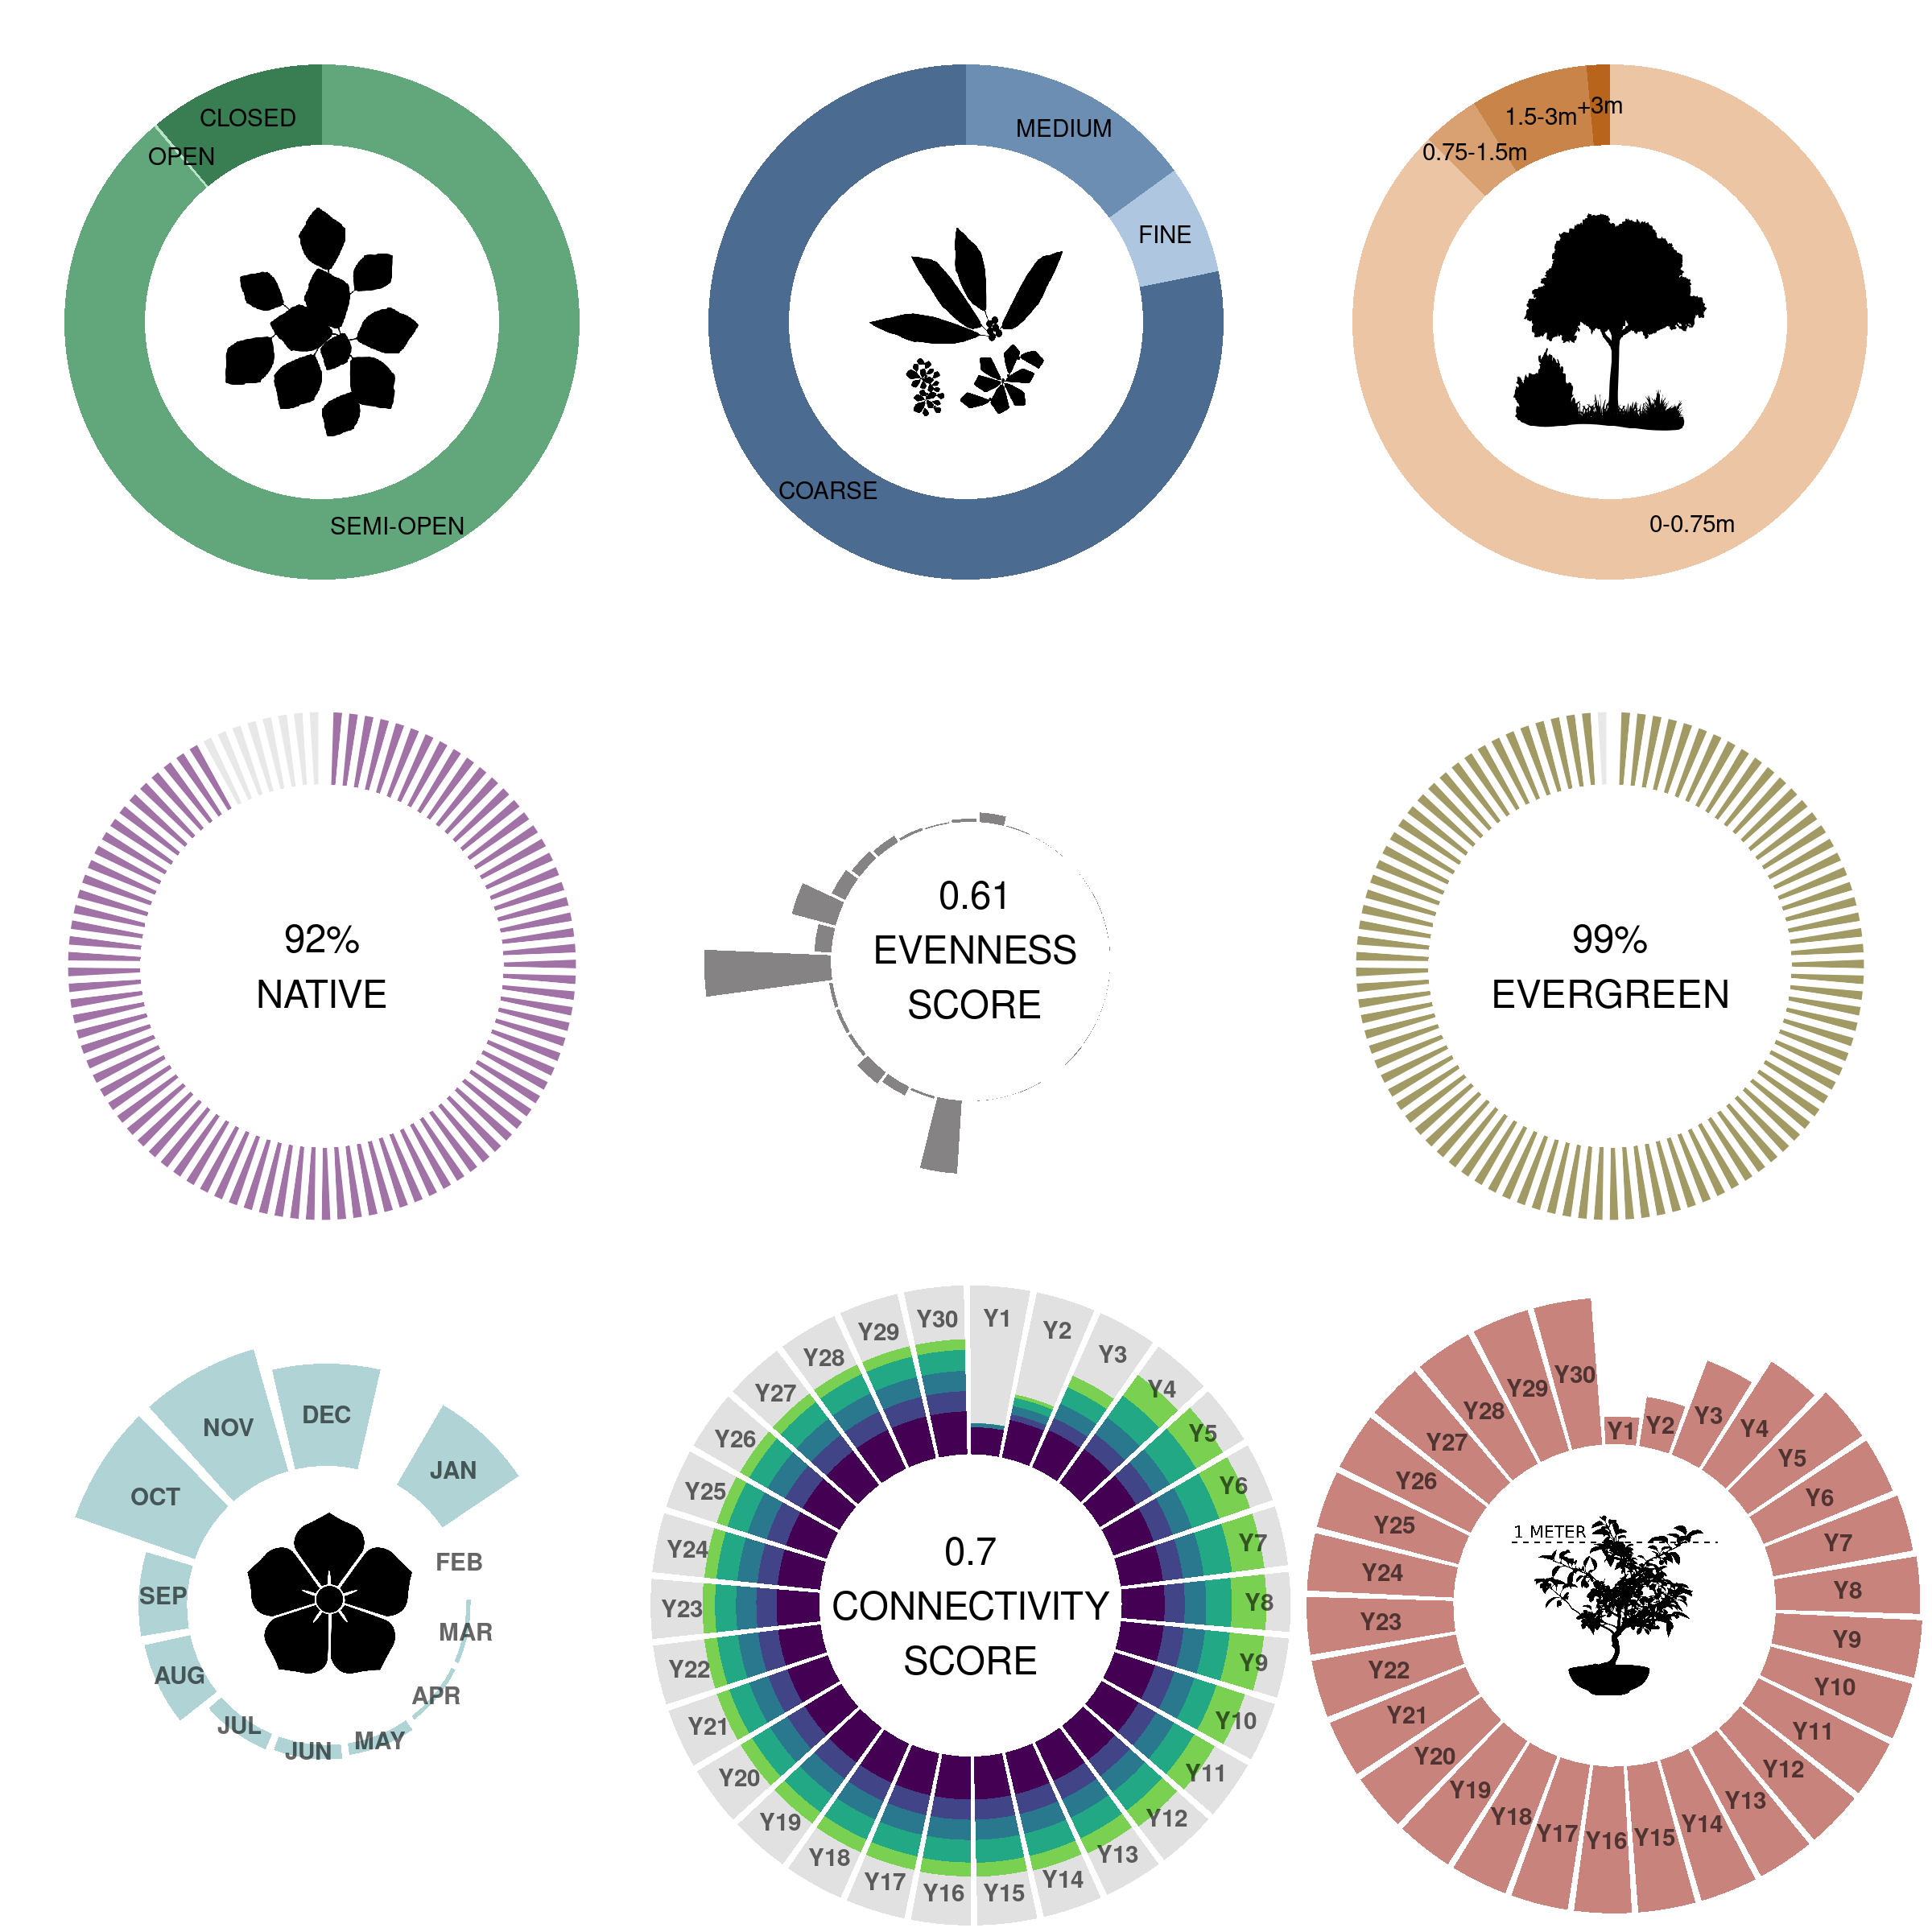 CLOSED
OPEN
SEMI-OPEN
MEDIUM
FINE
COARSE
+3m
1.5-3m
0.75-1.5m
0-0.75m
92%
NATIVE
0.61
EVENNESS
SCORE
99%
EVERGREEN
JAN
FEB
MAR
APR
MAY
JUN
JUL
AUG
SEP
OCT
NOV
DEC
Y1
Y2
Y3
Y4
Y5
Y6
Y7
Y8
Y9
Y10
Y11
Y12
Y13
Y14
Y15
Y16
Y17
Y18
Y19
Y20
Y21
Y22
Y23
Y24
Y25
Y26
Y27
Y28
Y29
Y30
0.7
CONNECTIVITY
SCORE
Y1
Y2
Y3
Y4
Y5
Y6
Y7
Y8
Y9
Y10
Y11
Y12
Y13
Y14
Y15
Y16
Y17
Y18
Y19
Y20
Y21
Y22
Y23
Y24
Y25
Y26
Y27
Y28
Y29
Y30
1 METER